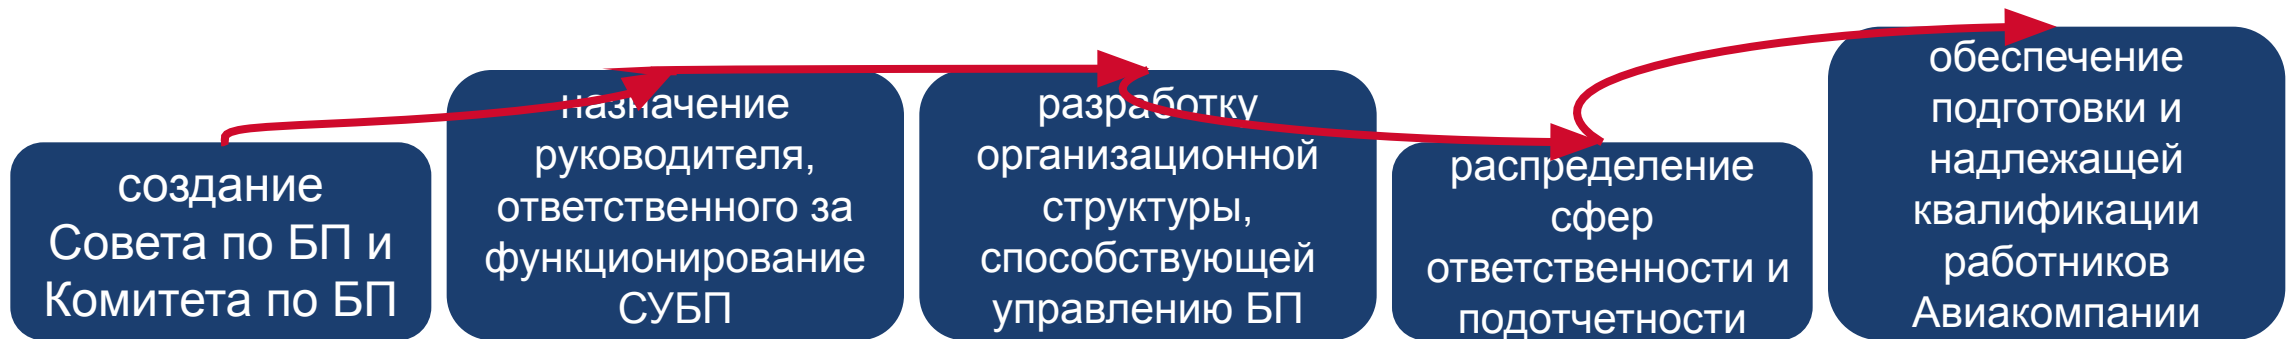 создание
Совета по БП и
Комитета по БП
назначение
руководителя,
ответственного за
функционирование
СУБП
разработку
организационной
структуры,
способствующей
управлению БП
распределение
сфер
ответственности и
подотчетности
обеспечение
подготовки и
надлежащей
квалификации
работников
Авиакомпании